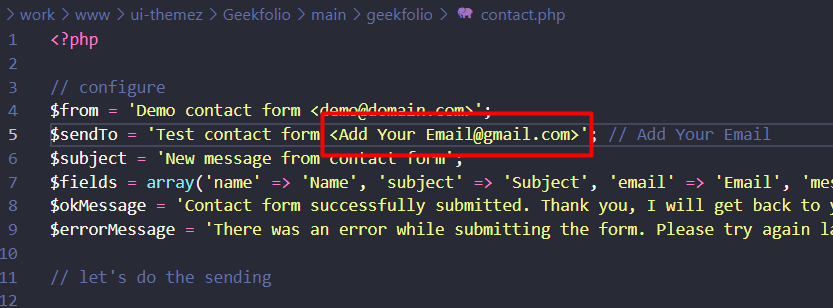 > work > www > ui-themez > Geekfolio > main > geekfolio > contact.php
1 <?php
2
3 // configure
4 $from = 'Demo contact form <demo@domain.com>';
5 $sendTo = 'Test contact form <Add Your Email@gmail.com>'; // Add Your Email
6 $subject = 'New message from contact form';
7 $fields = array('name' => 'Name', 'subject' => 'Subject', 'email' => 'Email', 'mes
8 $okMessage = 'Contact form successfully submitted. Thank you, I will get back to y
9 $errorMessage = 'There was an error while submitting the form. Please try again la
10
11 // let's do the sending
12